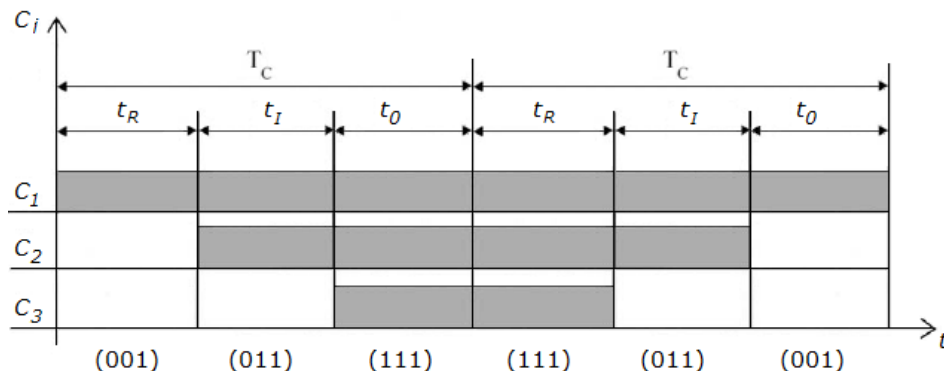 C_i
T_C T_C
t_R t_I t_0 t_R t_I t_0
C_1
C_2
C_3
t
(001) (011) (111) (111) (011) (001)